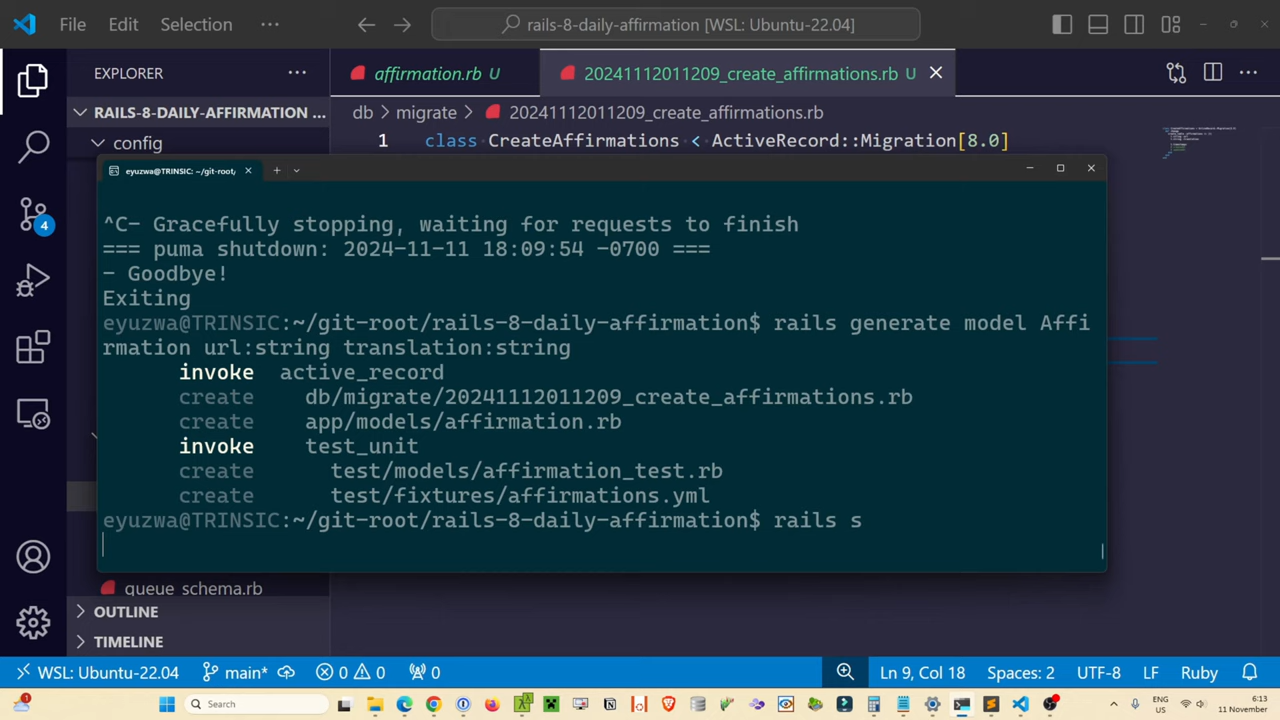 File Edit Selection ···
rails-8-daily-affirmation [WSL: Ubuntu-22.04]
EXPLORER ···
affirmation.rb U
20241112011209_create_affirmations.rb U
RAILS-8-DAILY-AFFIRMATION ...
db > migrate > 20241112011209_create_affirmations.rb
config
1 class CreateAffirmations < ActiveRecord::Migration[8.0]
eyuzwa@TRINSIC: ~/git-root/
^C- Gracefully stopping, waiting for requests to finish
=== puma shutdown: 2024-11-11 18:09:54 -0700 ===
- Goodbye!
Exiting
eyuzwa@TRINSIC:~/git-root/rails-8-daily-affirmation$ rails generate model Affi
rmation url:string translation:string
invoke active_record
create db/migrate/20241112011209_create_affirmations.rb
create app/models/affirmation.rb
invoke test_unit
create test/models/affirmation_test.rb
create test/fixtures/affirmations.yml
eyuzwa@TRINSIC:~/git-root/rails-8-daily-affirmation$ rails s
4
queue_schema.rb
OUTLINE
TIMELINE
WSL: Ubuntu-22.04 main* 0 0 0 Ln 9, Col 18 Spaces: 2 UTF-8 LF Ruby
1 Search ENG US 6:13 11 November